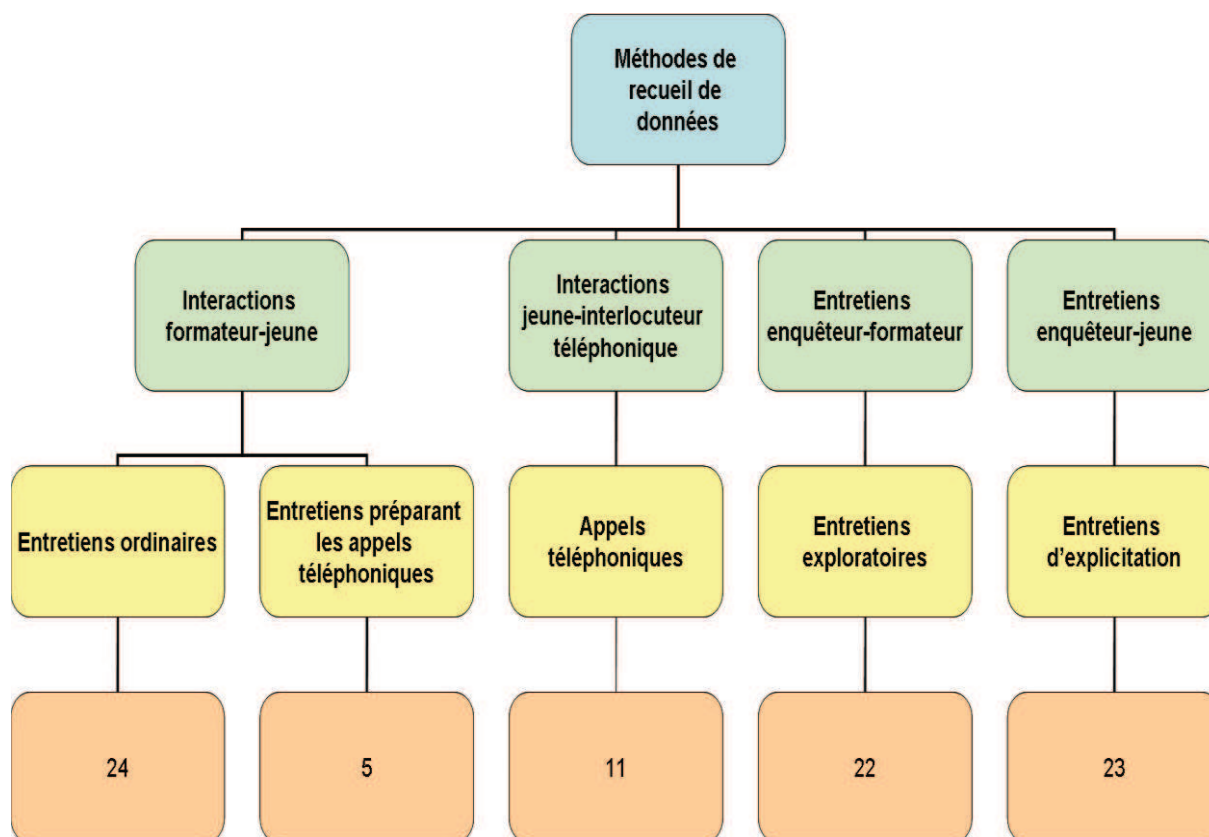 Méthodes de
recueil de
données
Interactions
formateur-jeune
Interactions
jeune-interlocuteur
téléphonique
Entretiens
enquêteur-formateur
Entretiens
enquêteur-jeune
Entretiens ordinaires
Entretiens préparant
les appels
téléphoniques
Appels
téléphoniques
Entretiens
exploratoires
Entretiens
d’explicitation
24
5
11
22
23